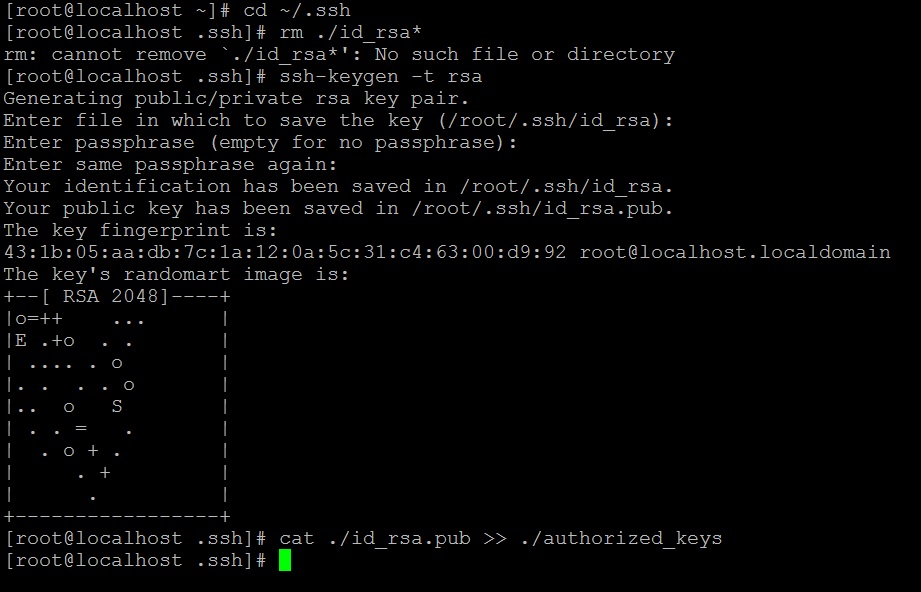 [root@localhost ~]# cd ~/.ssh
[root@localhost .ssh]# rm ./id_rsa*
rm: cannot remove `./id_rsa*': No such file or directory
[root@localhost .ssh]# ssh-keygen -t rsa
Generating public/private rsa key pair.
Enter file in which to save the key (/root/.ssh/id_rsa):
Enter passphrase (empty for no passphrase):
Enter same passphrase again:
Your identification has been saved in /root/.ssh/id_rsa.
Your public key has been saved in /root/.ssh/id_rsa.pub.
The key fingerprint is:
43:1b:05:aa:db:7c:1a:12:0a:5c:31:c4:63:00:d9:92 root@localhost.localdomain
The key's randomart image is:
+--[ RSA 2048]----+
|o=++    ...      |
|E .+o  . .       |
| .... . o        |
|. .  . . o       |
|..  o   S        |
| . . =   .       |
|  . o + .        |
|     . +         |
|      .          |
+-----------------+
[root@localhost .ssh]# cat ./id_rsa.pub >> ./authorized_keys
[root@localhost .ssh]#